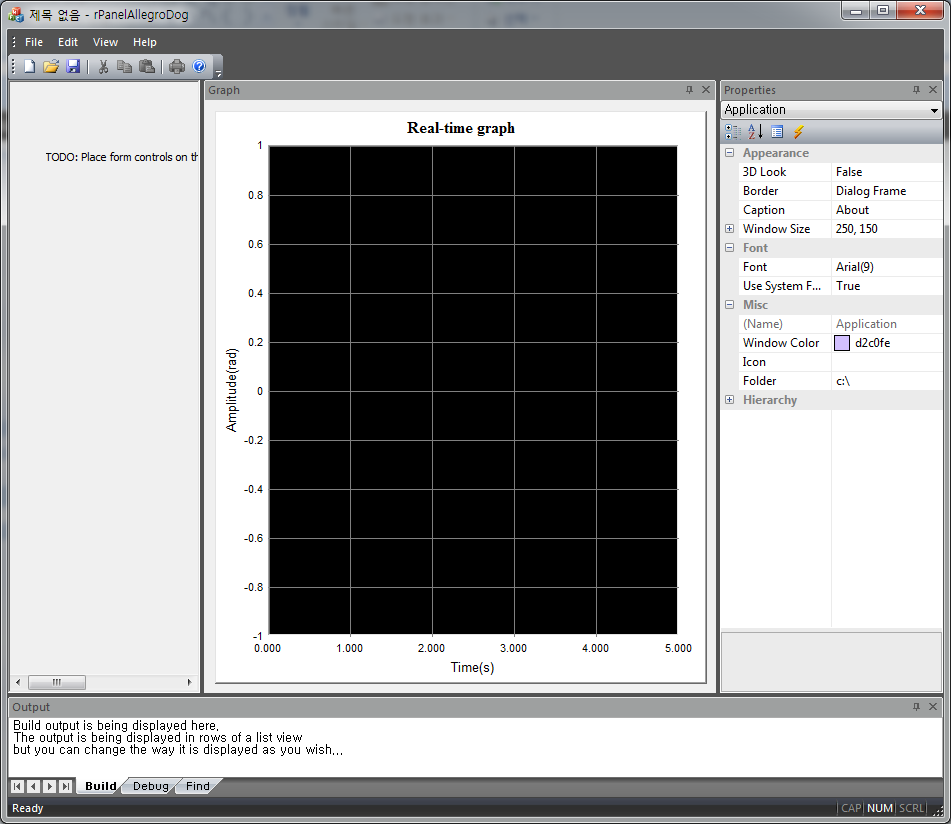 제목 없음 - rPanelAllegroDog
File Edit View Help
TODO: Place form controls on th
Graph
Real-time graph
1
0.8
0.6
0.4
0.2
0
-0.2
-0.4
-0.6
-0.8
-1
Amplitude(rad)
0.000 1.000 2.000 3.000 4.000 5.000
Time(s)
Properties
Application
Appearance
3D Look False
Border Dialog Frame
Caption About
Window Size 250, 150
Font
Font Arial(9)
Use System F... True
Misc
(Name) Application
Window Color d2c0fe
Icon
Folder c:\
Hierarchy
Output
Build output is being displayed here.
The output is being displayed in rows of a list view
but you can change the way it is displayed as you wish...
Build Debug Find
Ready CAP NUM SCRL